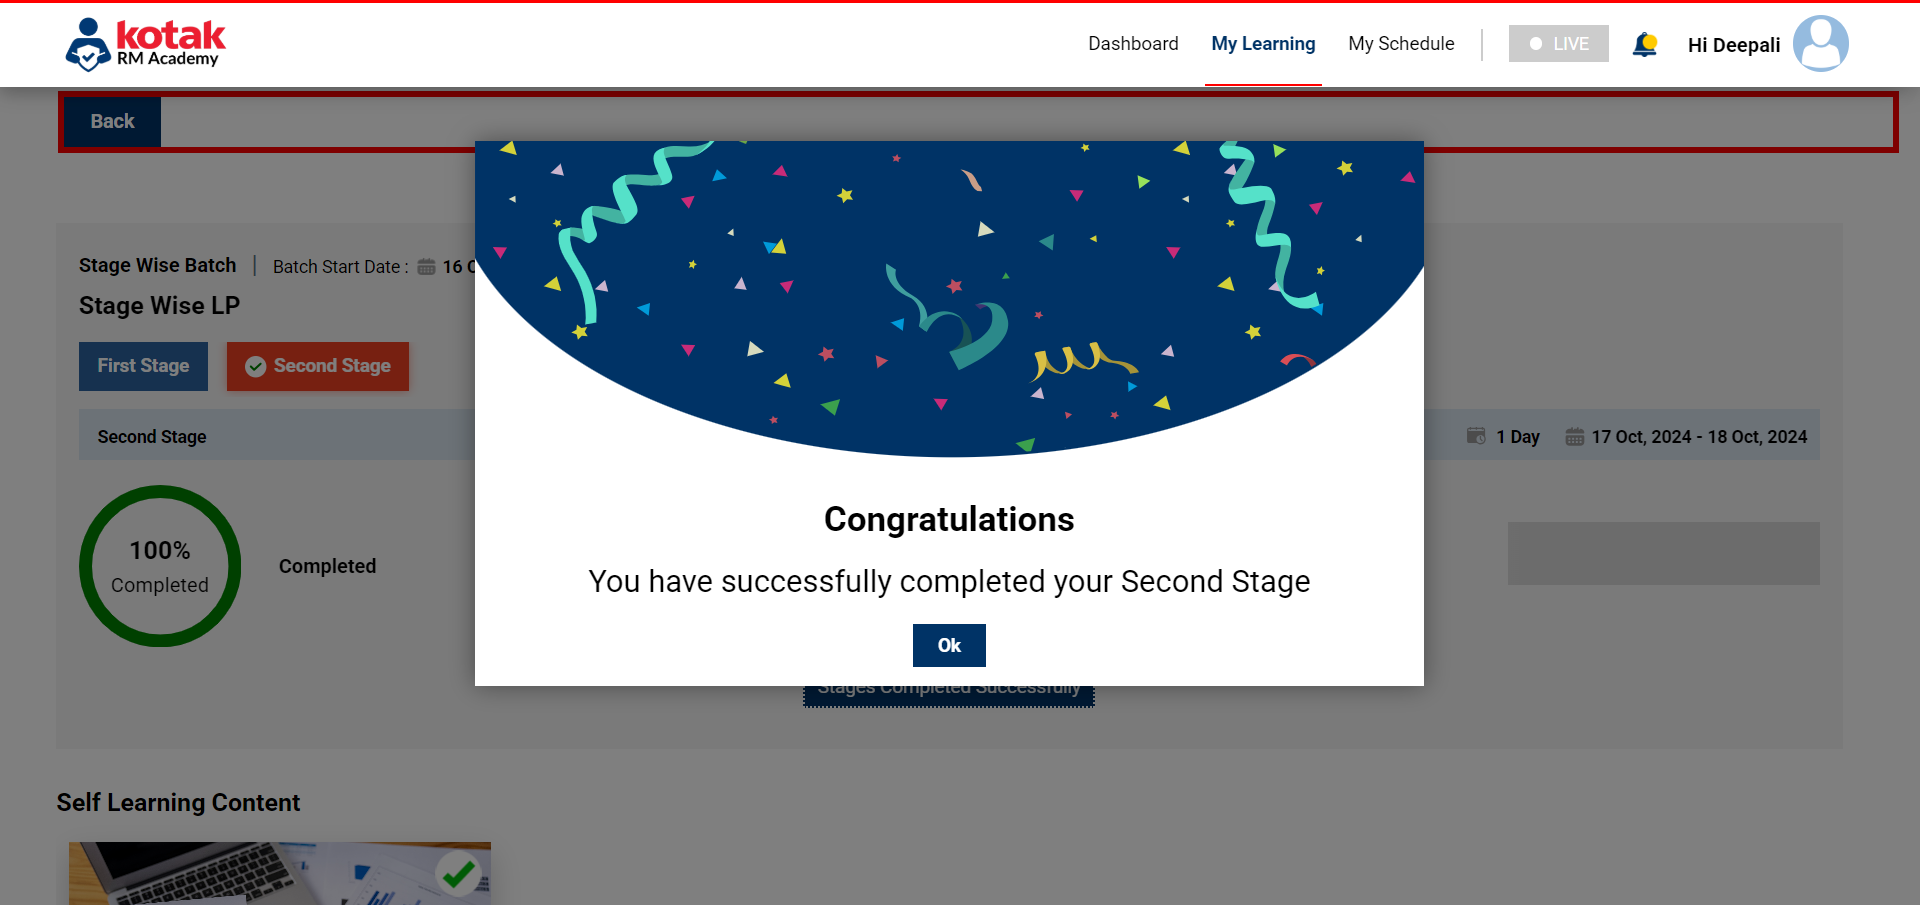 kotak
RM Academy
Dashboard
My Learning
My Schedule
LIVE
Hi Deepali
Back
Stage Wise Batch
Batch Start Date :
16
Stage Wise LP
First Stage
Second Stage
Second Stage
1 Day
17 Oct, 2024 - 18 Oct, 2024
100%
Completed
Completed
Congratulations
You have successfully completed your Second Stage
Ok
Stages Completed Successfully
Self Learning Content